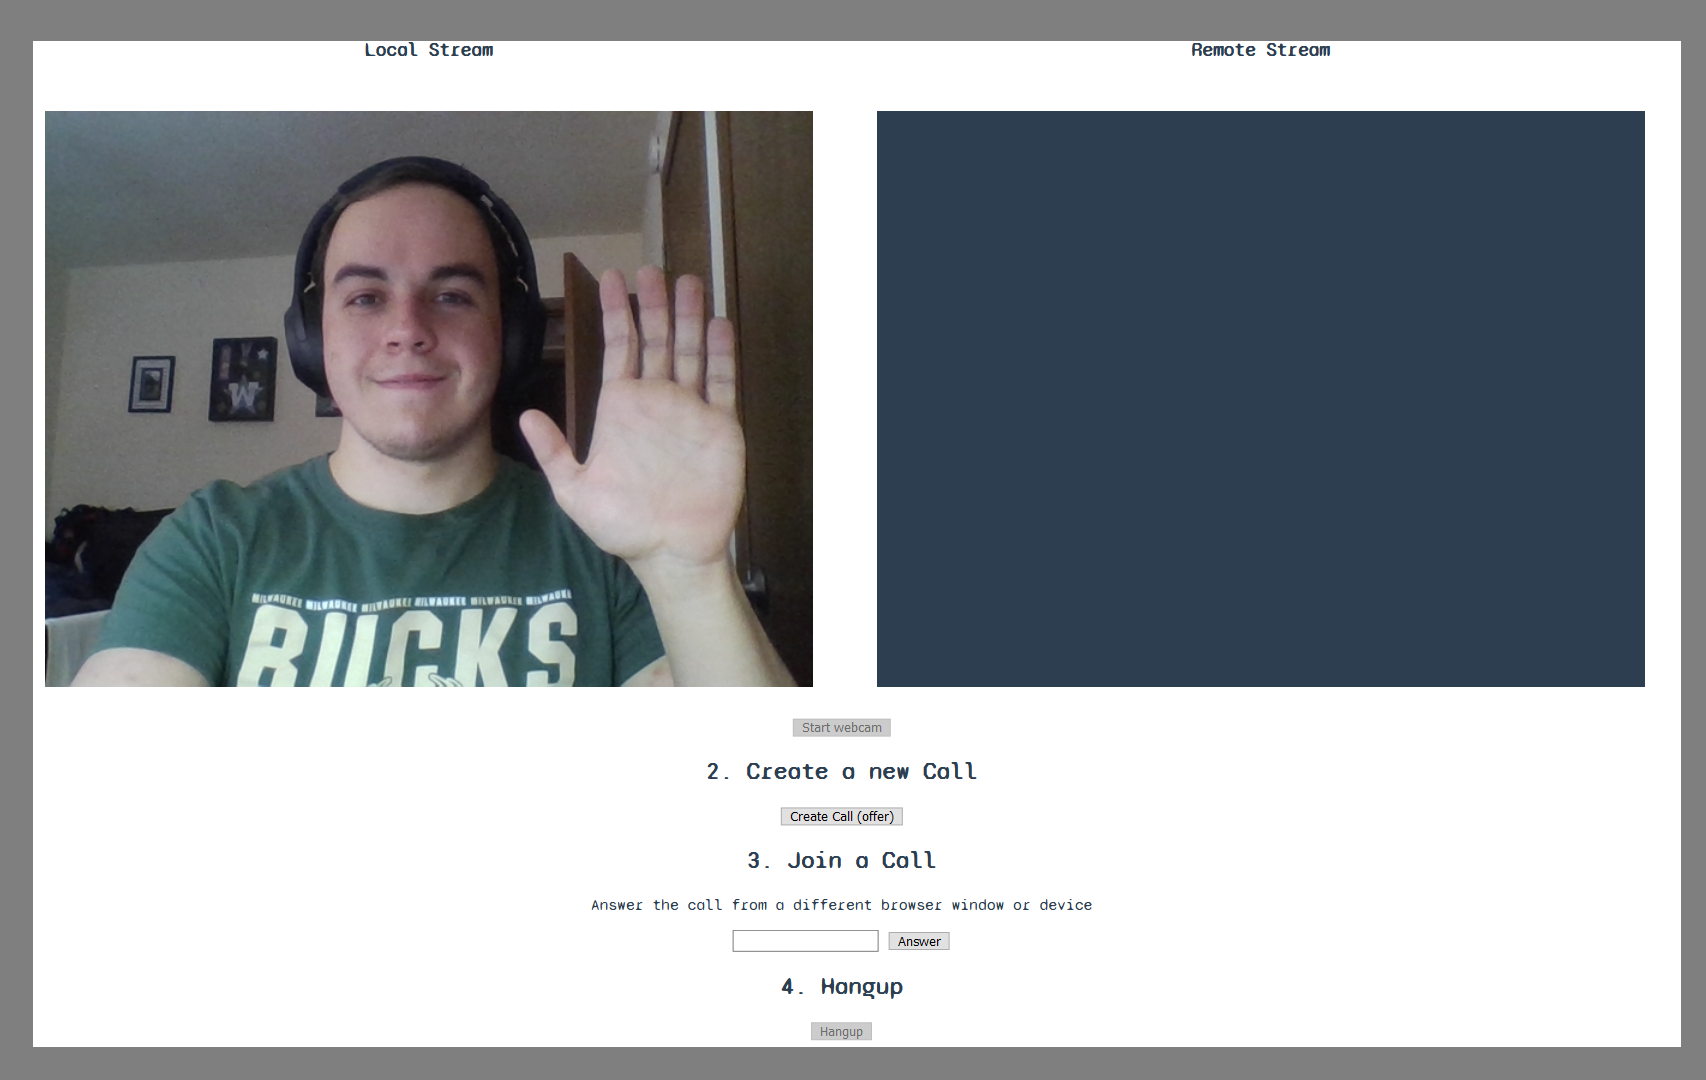 Local Stream
Remote Stream
W
MILWAUKEE MILWAUKEE MILWAUKEE MILWAUKEE MILWAUKEE MILWAUKEE
BUCKS
Start webcam
2. Create a new Call
Create Call (offer)
3. Join a Call
Answer the call from a different browser window or device
Answer
4. Hangup
Hangup